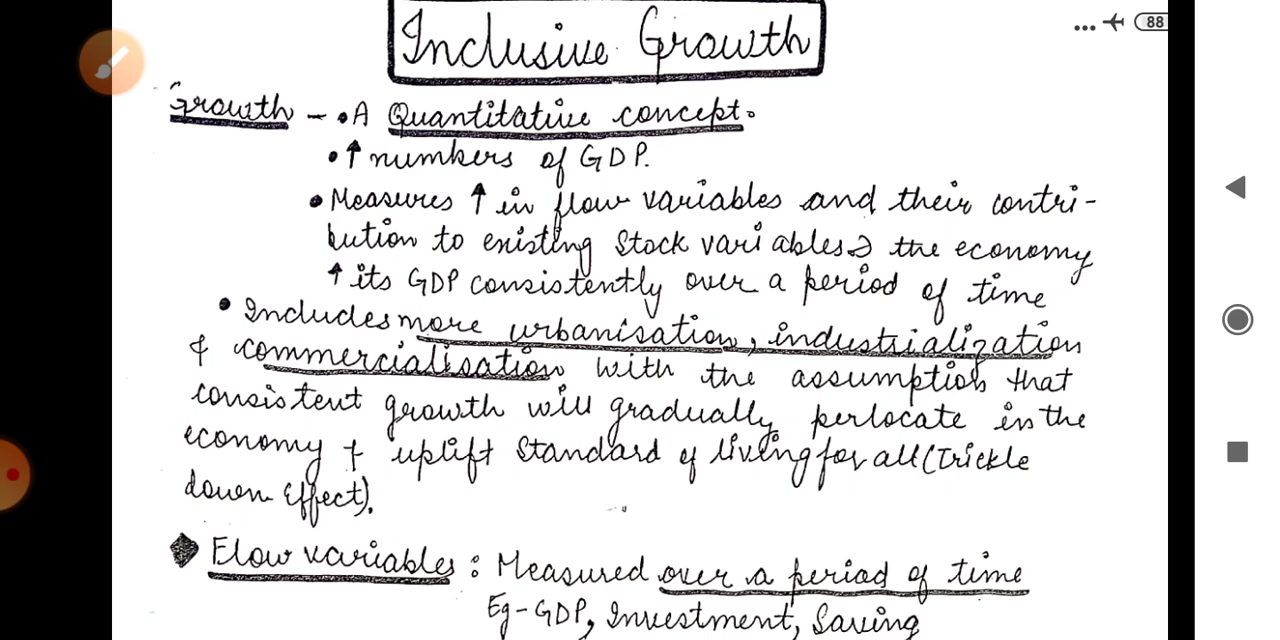 Inclusive Growth
... 88
Growth - • A Quantitative concept.
• ↑ numbers of GDP.
• Measures ↑ in flow variables and their contri-
bution to existing stock variables → the economy
↑ its GDP consistently over a period of time
• Includes more urbanisation, industrialization
& commercialisation with the assumption that
consistent growth will gradually perlocate in the
economy & uplift standard of living for all (Trickle
down Effect).
◆ Flow variables : Measured over a period of time
Eg - GDP, Investment, Saving